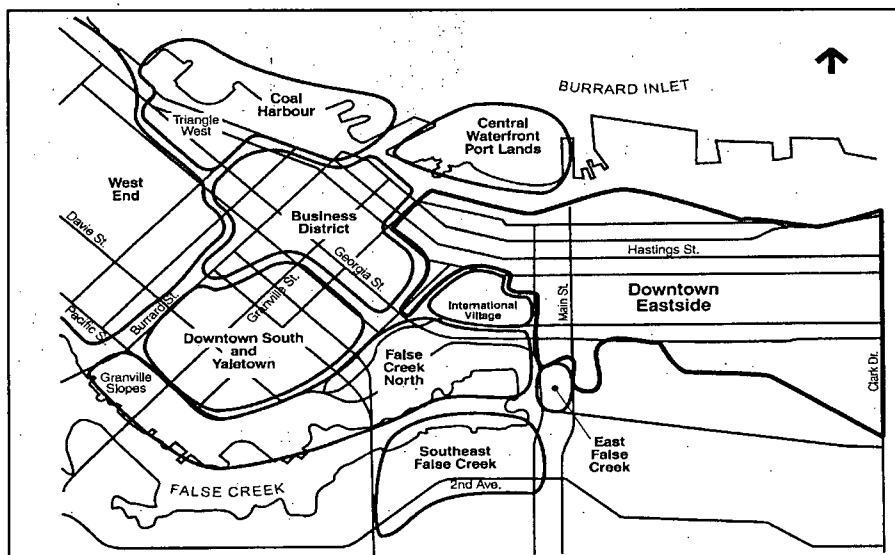 BURRARD INLET
Coal
Harbour
Triangle
West
Central
Waterfront
Port Lands
West
End
Business
District
Davie St.
Hastings St.
Georgia St.
Granville St.
Burrard St.
Pacific St.
Main St.
International
Village
Downtown
Eastside
Clark Dr.
Downtown South
and
Yaletown
False
Creek
North
Granville
Slopes
East
False
Creek
Southeast
False Creek
2nd Ave.
FALSE CREEK